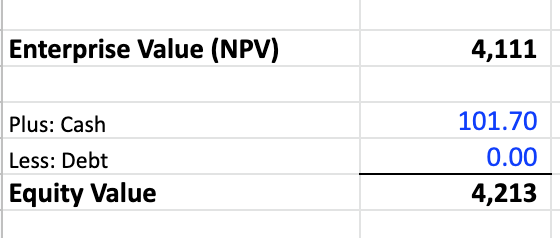 Enterprise Value (NPV) 4,111
Plus: Cash 101.70
Less: Debt 0.00
Equity Value 4,213